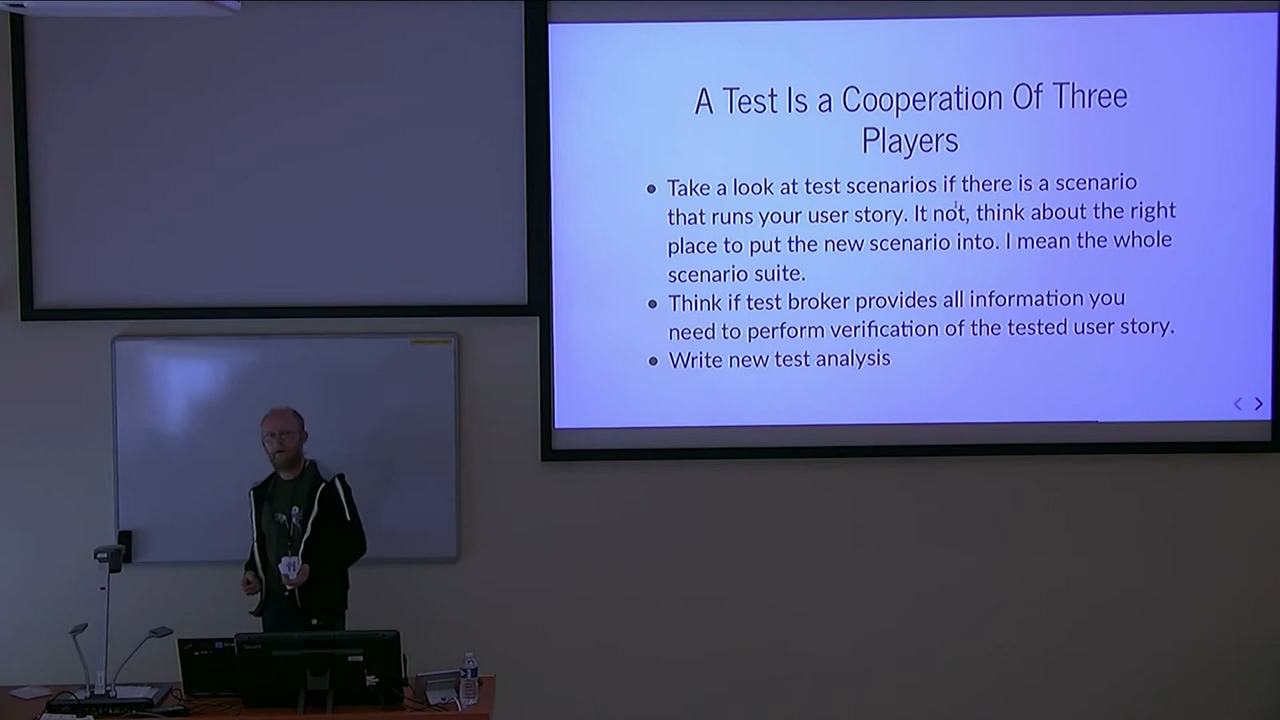 A Test Is a Cooperation Of Three
Players
Take a look at test scenarios if there is a scenario
that runs your user story. It not, think about the right
place to put the new scenario into. I mean the whole
scenario suite.
Think if test broker provides all information you
need to perform verification of the tested user story.
Write new test analysis